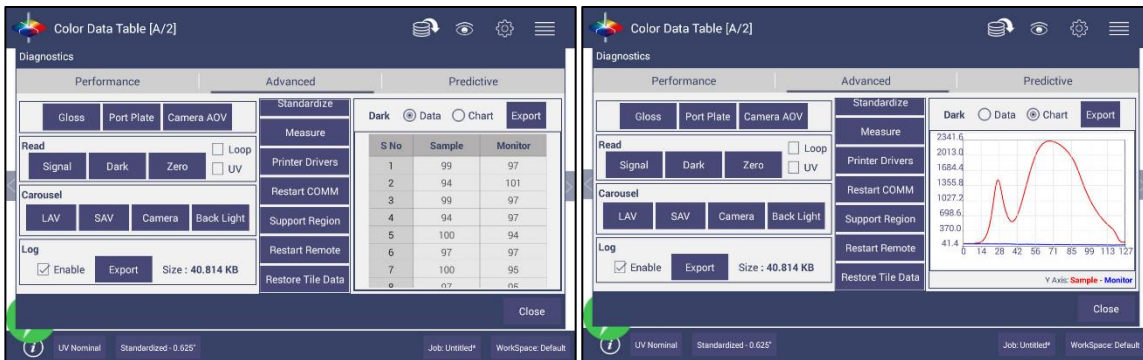 Color Data Table [A/2]
Diagnostics
Performance Advanced Predictive
Gloss Port Plate Camera AOV
Read
Loop
Signal Dark Zero UV
Carousel
LAV SAV Camera Back Light
Log
Enable Export Size : 40.814 KB
Standardize
Measure
Printer Drivers
Restart COMM
Support Region
Restart Remote
Restore Tile Data
Dark Data Chart Export
S No Sample Monitor
1 99 97
2 94 101
3 99 97
4 94 97
5 100 94
6 97 97
7 100 95
Close
UV Nominal Standardized - 0.625" Job: Untitled* WorkSpace: Default
Color Data Table [A/2]
Diagnostics
Performance Advanced Predictive
Gloss Port Plate Camera AOV
Read
Loop
Signal Dark Zero UV
Carousel
LAV SAV Camera Back Light
Log
Enable Export Size : 40.814 KB
Standardize
Measure
Printer Drivers
Restart COMM
Support Region
Restart Remote
Restore Tile Data
Dark Data Chart Export
2341.6
2013.0
1684.4
1355.8
1027.2
698.6
370.0
41.4
0 14 28 42 56 71 85 99 113 127
Y Axis: Sample - Monitor
Close
UV Nominal Standardized - 0.625" Job: Untitled* WorkSpace: Default